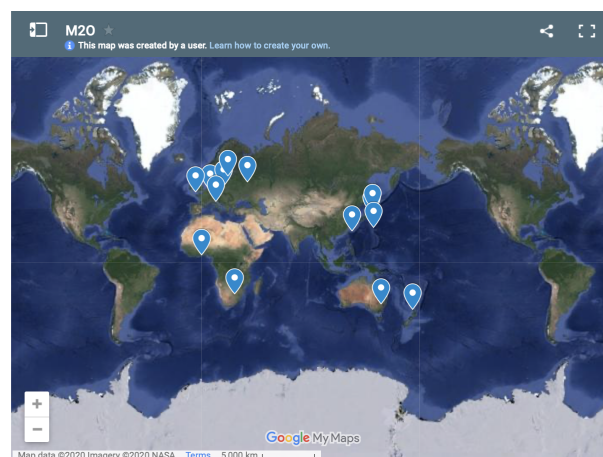 M20
This map was created by a user. Learn how to create your own.
+
−
Google My Maps
Map data ©2020 Imagery ©2020 NASA Terms 5,000 km